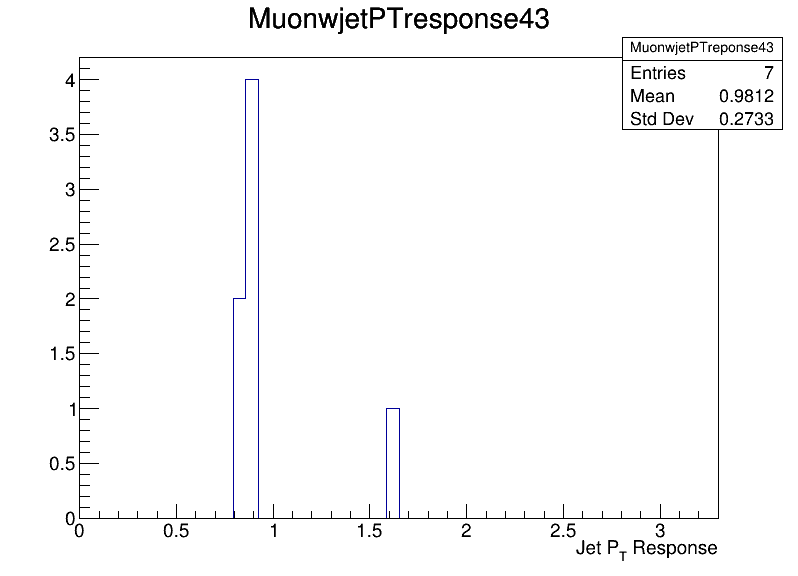 MuonwjetPTresponse43
MuonwjetPTreponse43
Entries 7
Mean 0.9812
Std Dev 0.2733
4
3.5
3
2.5
2
1.5
1
0.5
0
0 0.5 1 1.5 2 2.5 3
Jet PT Response